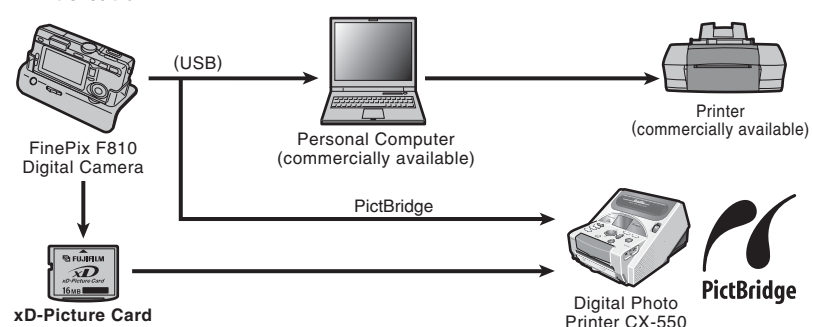 (USB)
FinePix F810
Digital Camera
Personal Computer
(commercially available)
Printer
(commercially available)
PictBridge
FUJIFILM
xD
xD-Picture Card
16MB
xD-Picture Card
Digital Photo
Printer CX-550
PictBridge